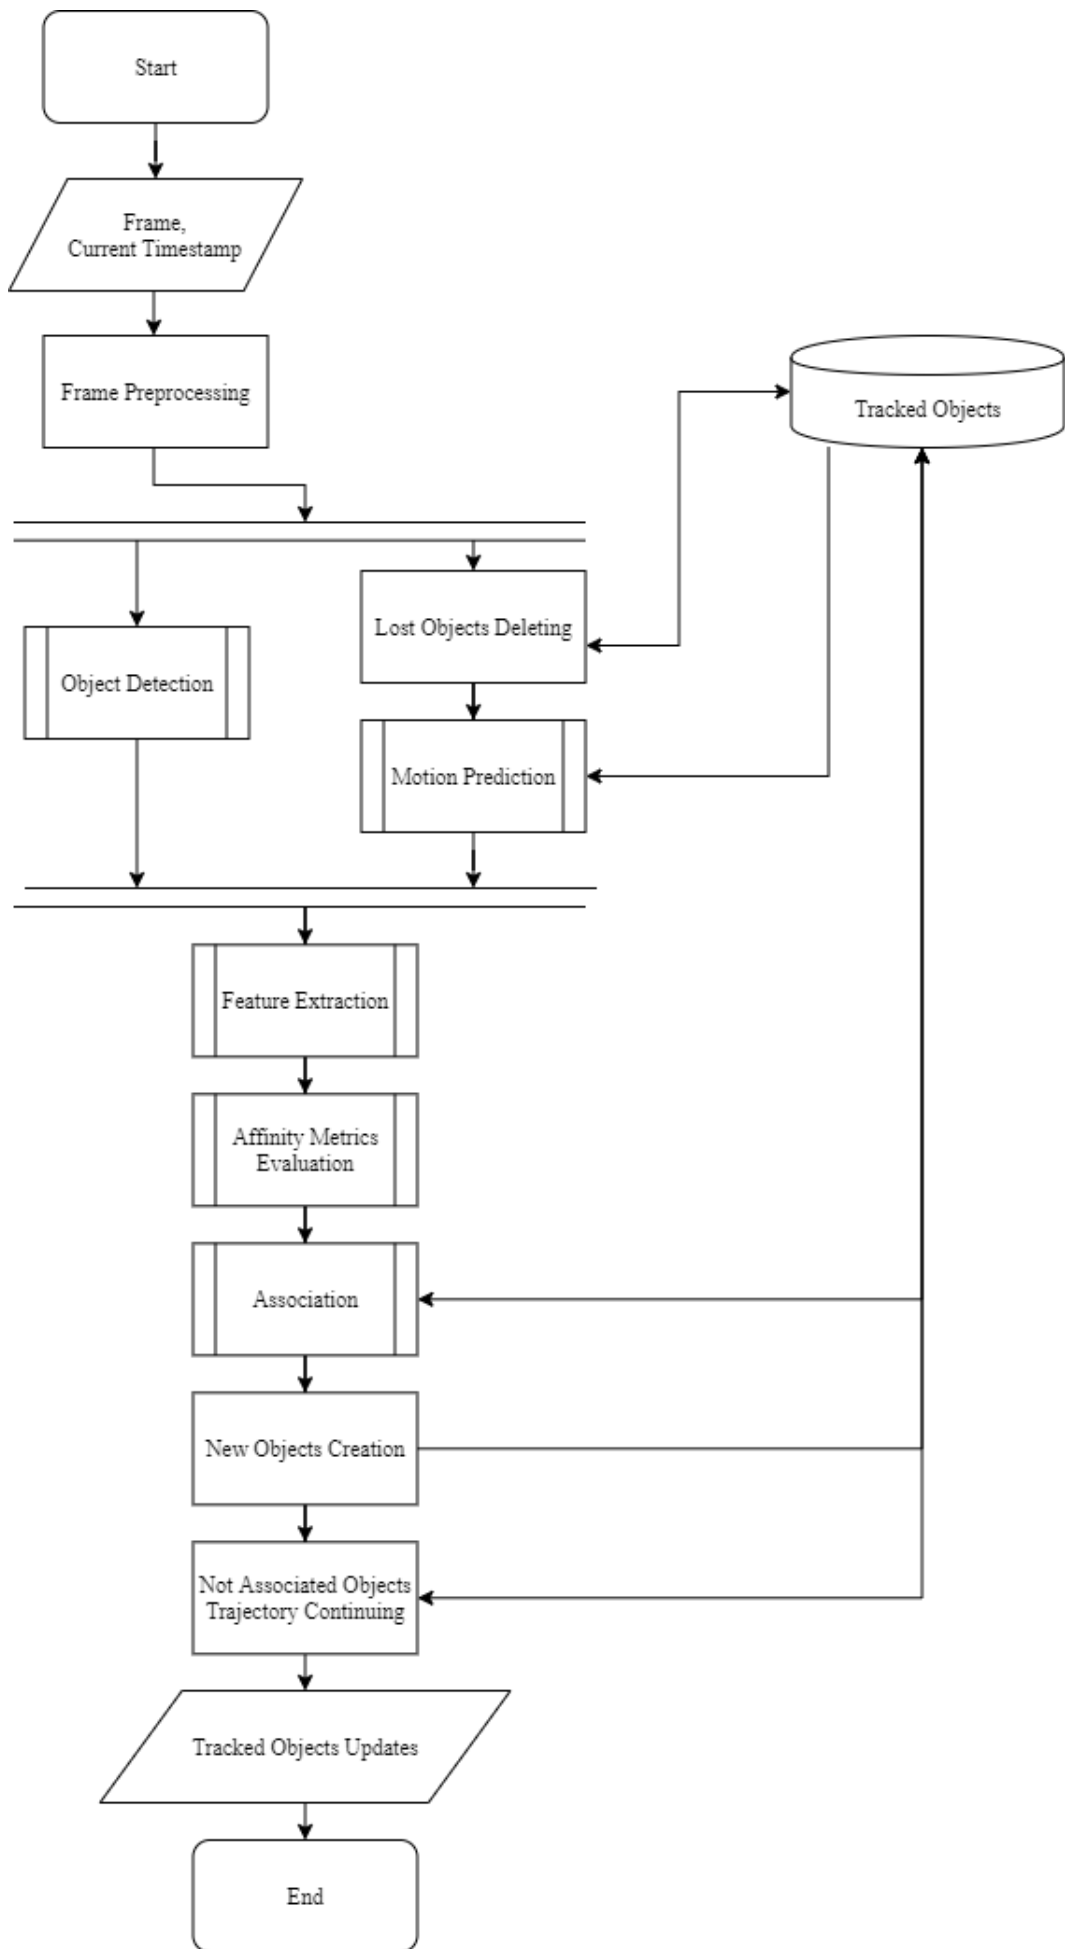 Start
Frame,
Current Timestamp
Frame Preprocessing
Tracked Objects
Lost Objects Deleting
Object Detection
Motion Prediction
Feature Extraction
Affinity Metrics
Evaluation
Association
New Objects Creation
Not Associated Objects
Trajectory Continuing
Tracked Objects Updates
End